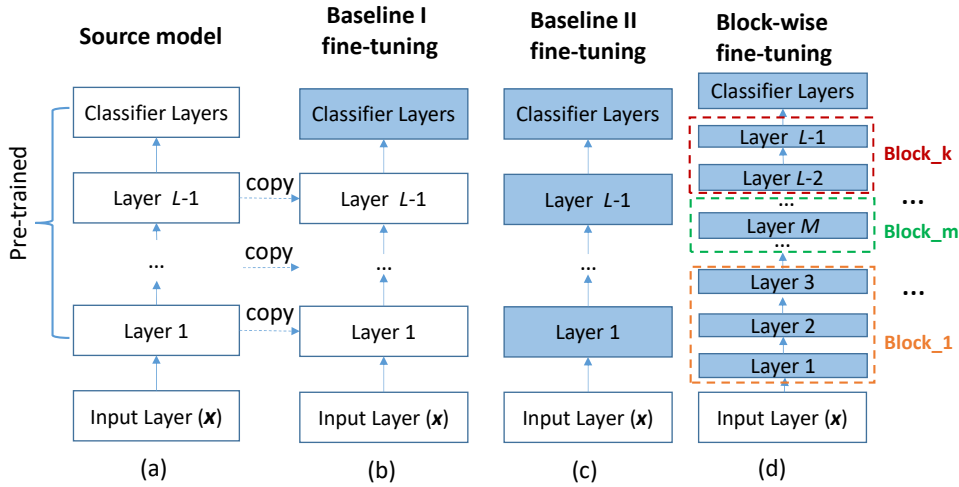 Source model
Pre-trained
Classifier Layers
Layer L-1
...
Layer 1
Input Layer (x)
(a)
copy
copy
copy
Baseline I
fine-tuning
Classifier Layers
Layer L-1
...
Layer 1
Input Layer (x)
(b)
Baseline II
fine-tuning
Classifier Layers
Layer L-1
...
Layer 1
Input Layer (x)
(c)
Block-wise
fine-tuning
Classifier Layers
Layer L-1
Layer L-2
Block_k
...
...
Layer M
...
Block_m
Layer 3
...
Layer 2
Layer 1
Block_1
Input Layer (x)
(d)